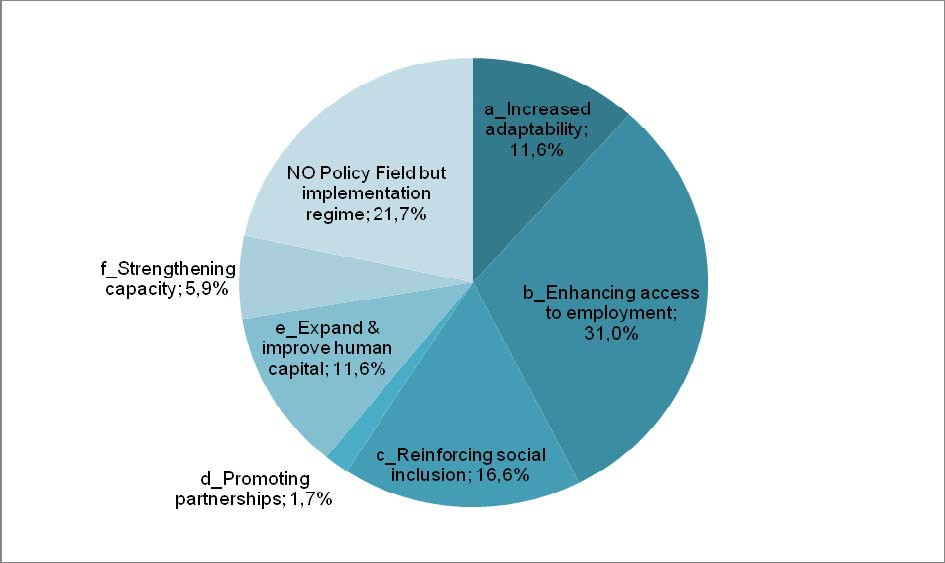 a_Increased
adaptability;
11,6%
b_Enhancing access
to employment;
31,0%
c_Reinforcing social
inclusion; 16,6%
d_Promoting
partnerships; 1,7%
e_Expand &
improve human
capital; 11,6%
f_Strengthening
capacity; 5,9%
NO Policy Field but
implementation
regime; 21,7%